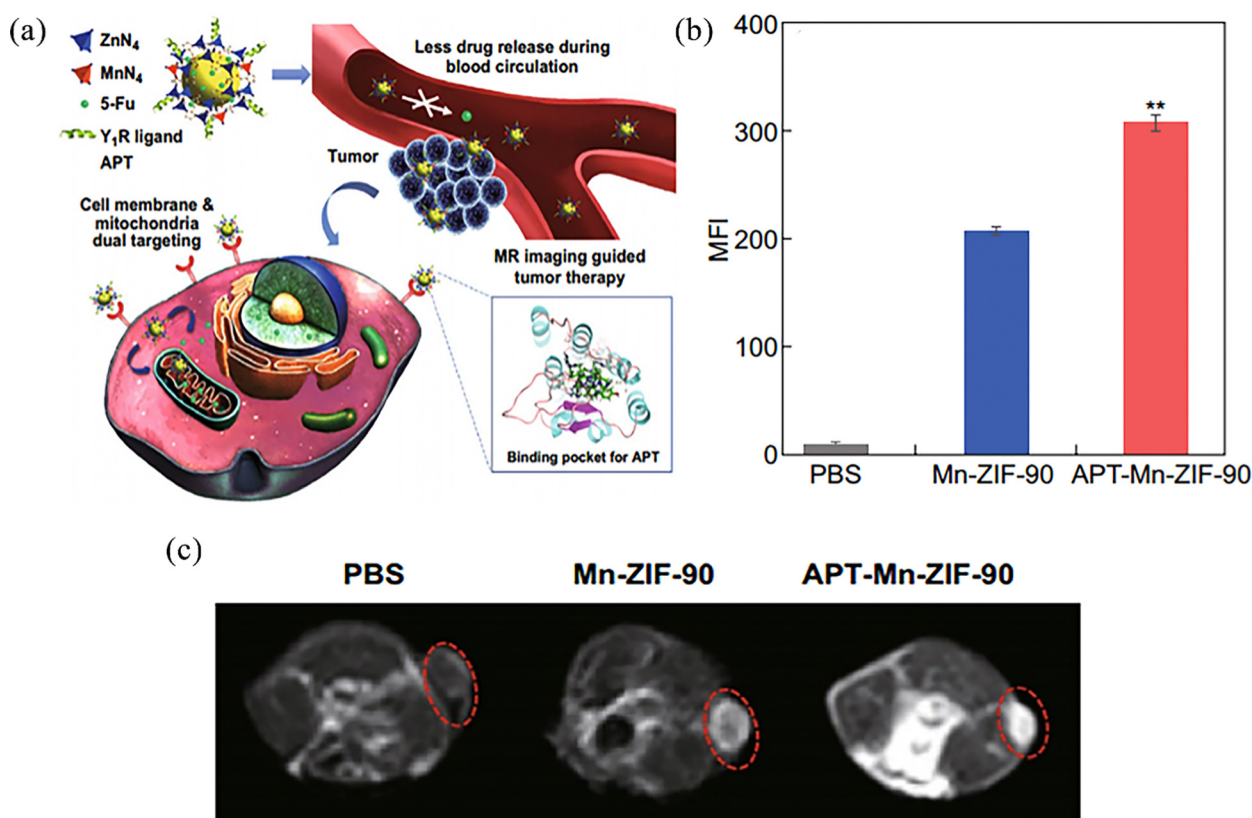 (a)
ZnN₄
MnN₄
5-Fu
Y₁R ligand
APT
Less drug release during
blood circulation
Tumor
Cell membrane &
mitochondria
dual targeting
MR imaging guided
tumor therapy
Binding pocket for APT
(b)
MFI
400
300
200
100
0
**
PBS
Mn-ZIF-90
APT-Mn-ZIF-90
(c)
PBS
Mn-ZIF-90
APT-Mn-ZIF-90